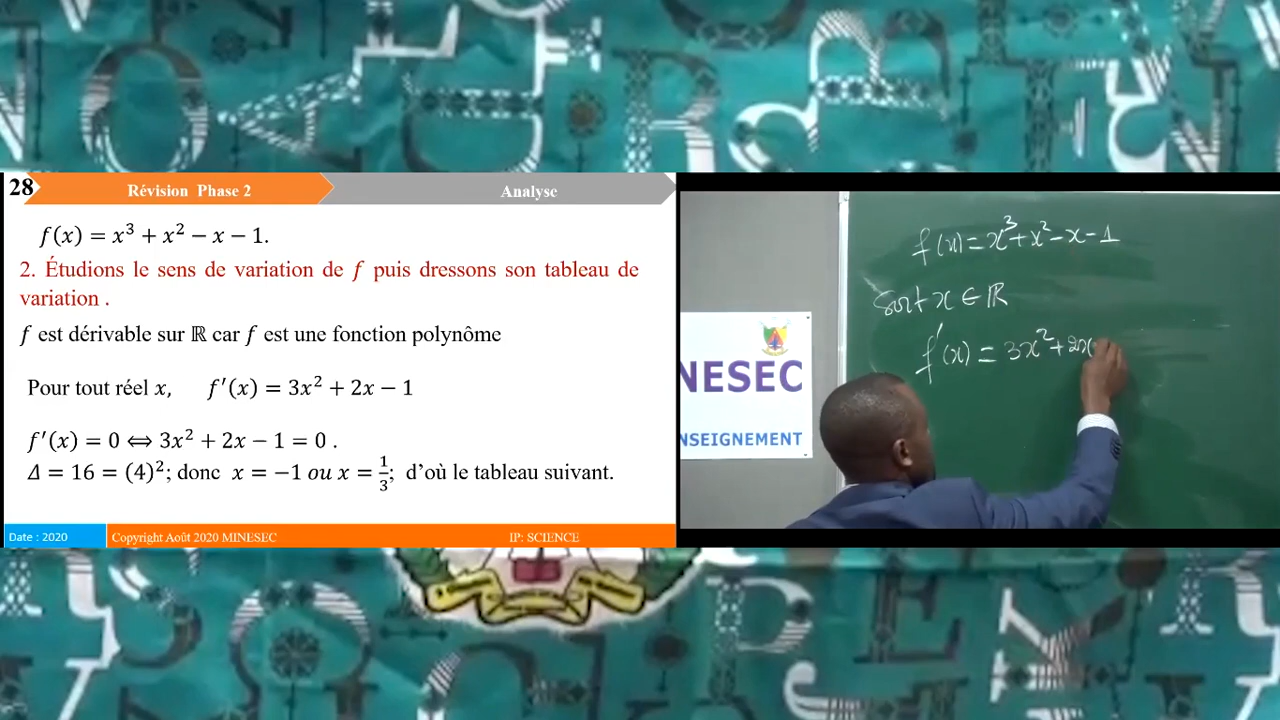 28
Révision Phase 2
Analyse
f(x) = x³ + x² − x − 1.
2. Étudions le sens de variation de f puis dressons son tableau de
variation .
f est dérivable sur ℝ car f est une fonction polynôme
Pour tout réel x, f′(x) = 3x² + 2x − 1
f′(x) = 0 ⟺ 3x² + 2x − 1 = 0 .
Δ = 16 = (4)²; donc x = −1 ou x = 1/3; d’où le tableau suivant.
Date : 2020
Copyright Août 2020 MINESEC
IP: SCIENCE
f(x) = x³ + x² − x − 1
Soit x ∈ ℝ
f′(x) = 3x² + 2x
NESEC
NSEIGNEMENT